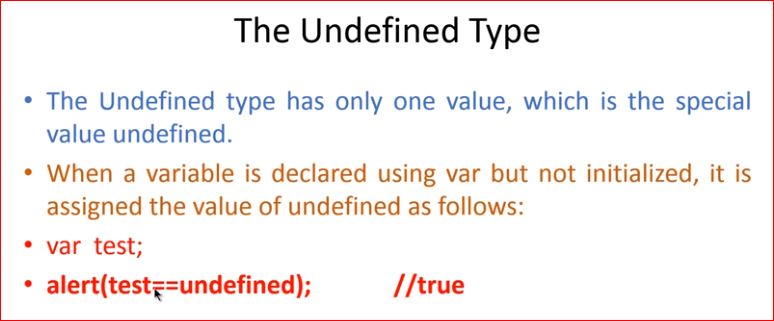 The Undefined Type
• The Undefined type has only one value, which is the special
value undefined.
• When a variable is declared using var but not initialized, it is
assigned the value of undefined as follows:
• var test;
• alert(test==undefined); //true